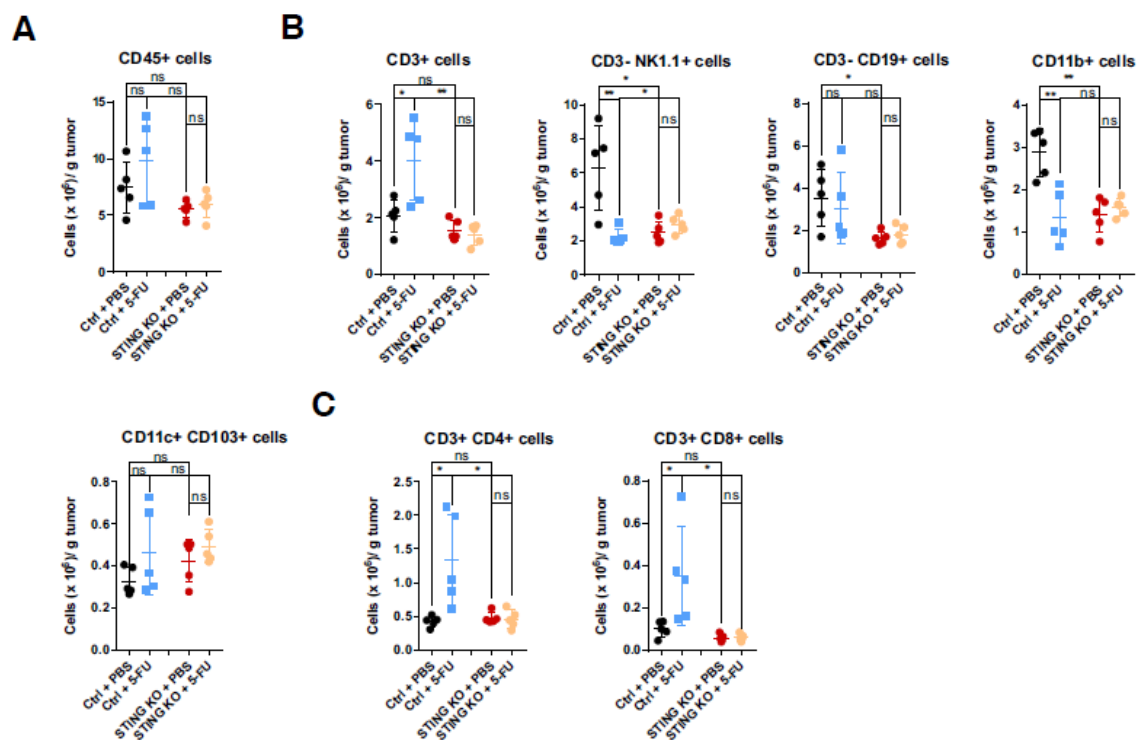 A
B
CD45+ cells
CD3+ cells
CD3- NK1.1+ cells
CD3- CD19+ cells
CD11b+ cells
ns
ns
ns
ns
ns
* **
ns
*
** *
ns
*
ns ns
ns
**
** ns
ns
Cells (x 10⁶)/ g tumor
15
10
5
0
Cells (x 10⁶)/ g tumor
6
4
2
0
Cells (x 10⁶)/ g tumor
10
8
6
4
2
0
Cells (x 10⁶)/ g tumor
8
6
4
2
0
Cells (x 10⁶)/ g tumor
4
3
2
1
0
Ctrl + PBS
Ctrl + 5-FU
STING KO + PBS
STING KO + 5-FU
Ctrl + PBS
Ctrl + 5-FU
STING KO + PBS
STING KO + 5-FU
Ctrl + PBS
Ctrl + 5-FU
STING KO + PBS
STING KO + 5-FU
Ctrl + PBS
Ctrl + 5-FU
STING KO + PBS
STING KO + 5-FU
Ctrl + PBS
Ctrl + 5-FU
STING KO + PBS
STING KO + 5-FU
C
CD11c+ CD103+ cells
CD3+ CD4+ cells
CD3+ CD8+ cells
ns
ns ns
ns
ns
* *
ns
ns
* *
ns
Cells (x 10⁶)/ g tumor
0.8
0.6
0.4
0.2
0.0
Cells (x 10⁶)/ g tumor
2.5
2.0
1.5
1.0
0.5
0.0
Cells (x 10⁶)/ g tumor
0.8
0.6
0.4
0.2
0.0
Ctrl + PBS
Ctrl + 5-FU
STING KO + PBS
STING KO + 5-FU
Ctrl + PBS
Ctrl + 5-FU
STING KO + PBS
STING KO + 5-FU
Ctrl + PBS
Ctrl + 5-FU
STING KO + PBS
STING KO + 5-FU